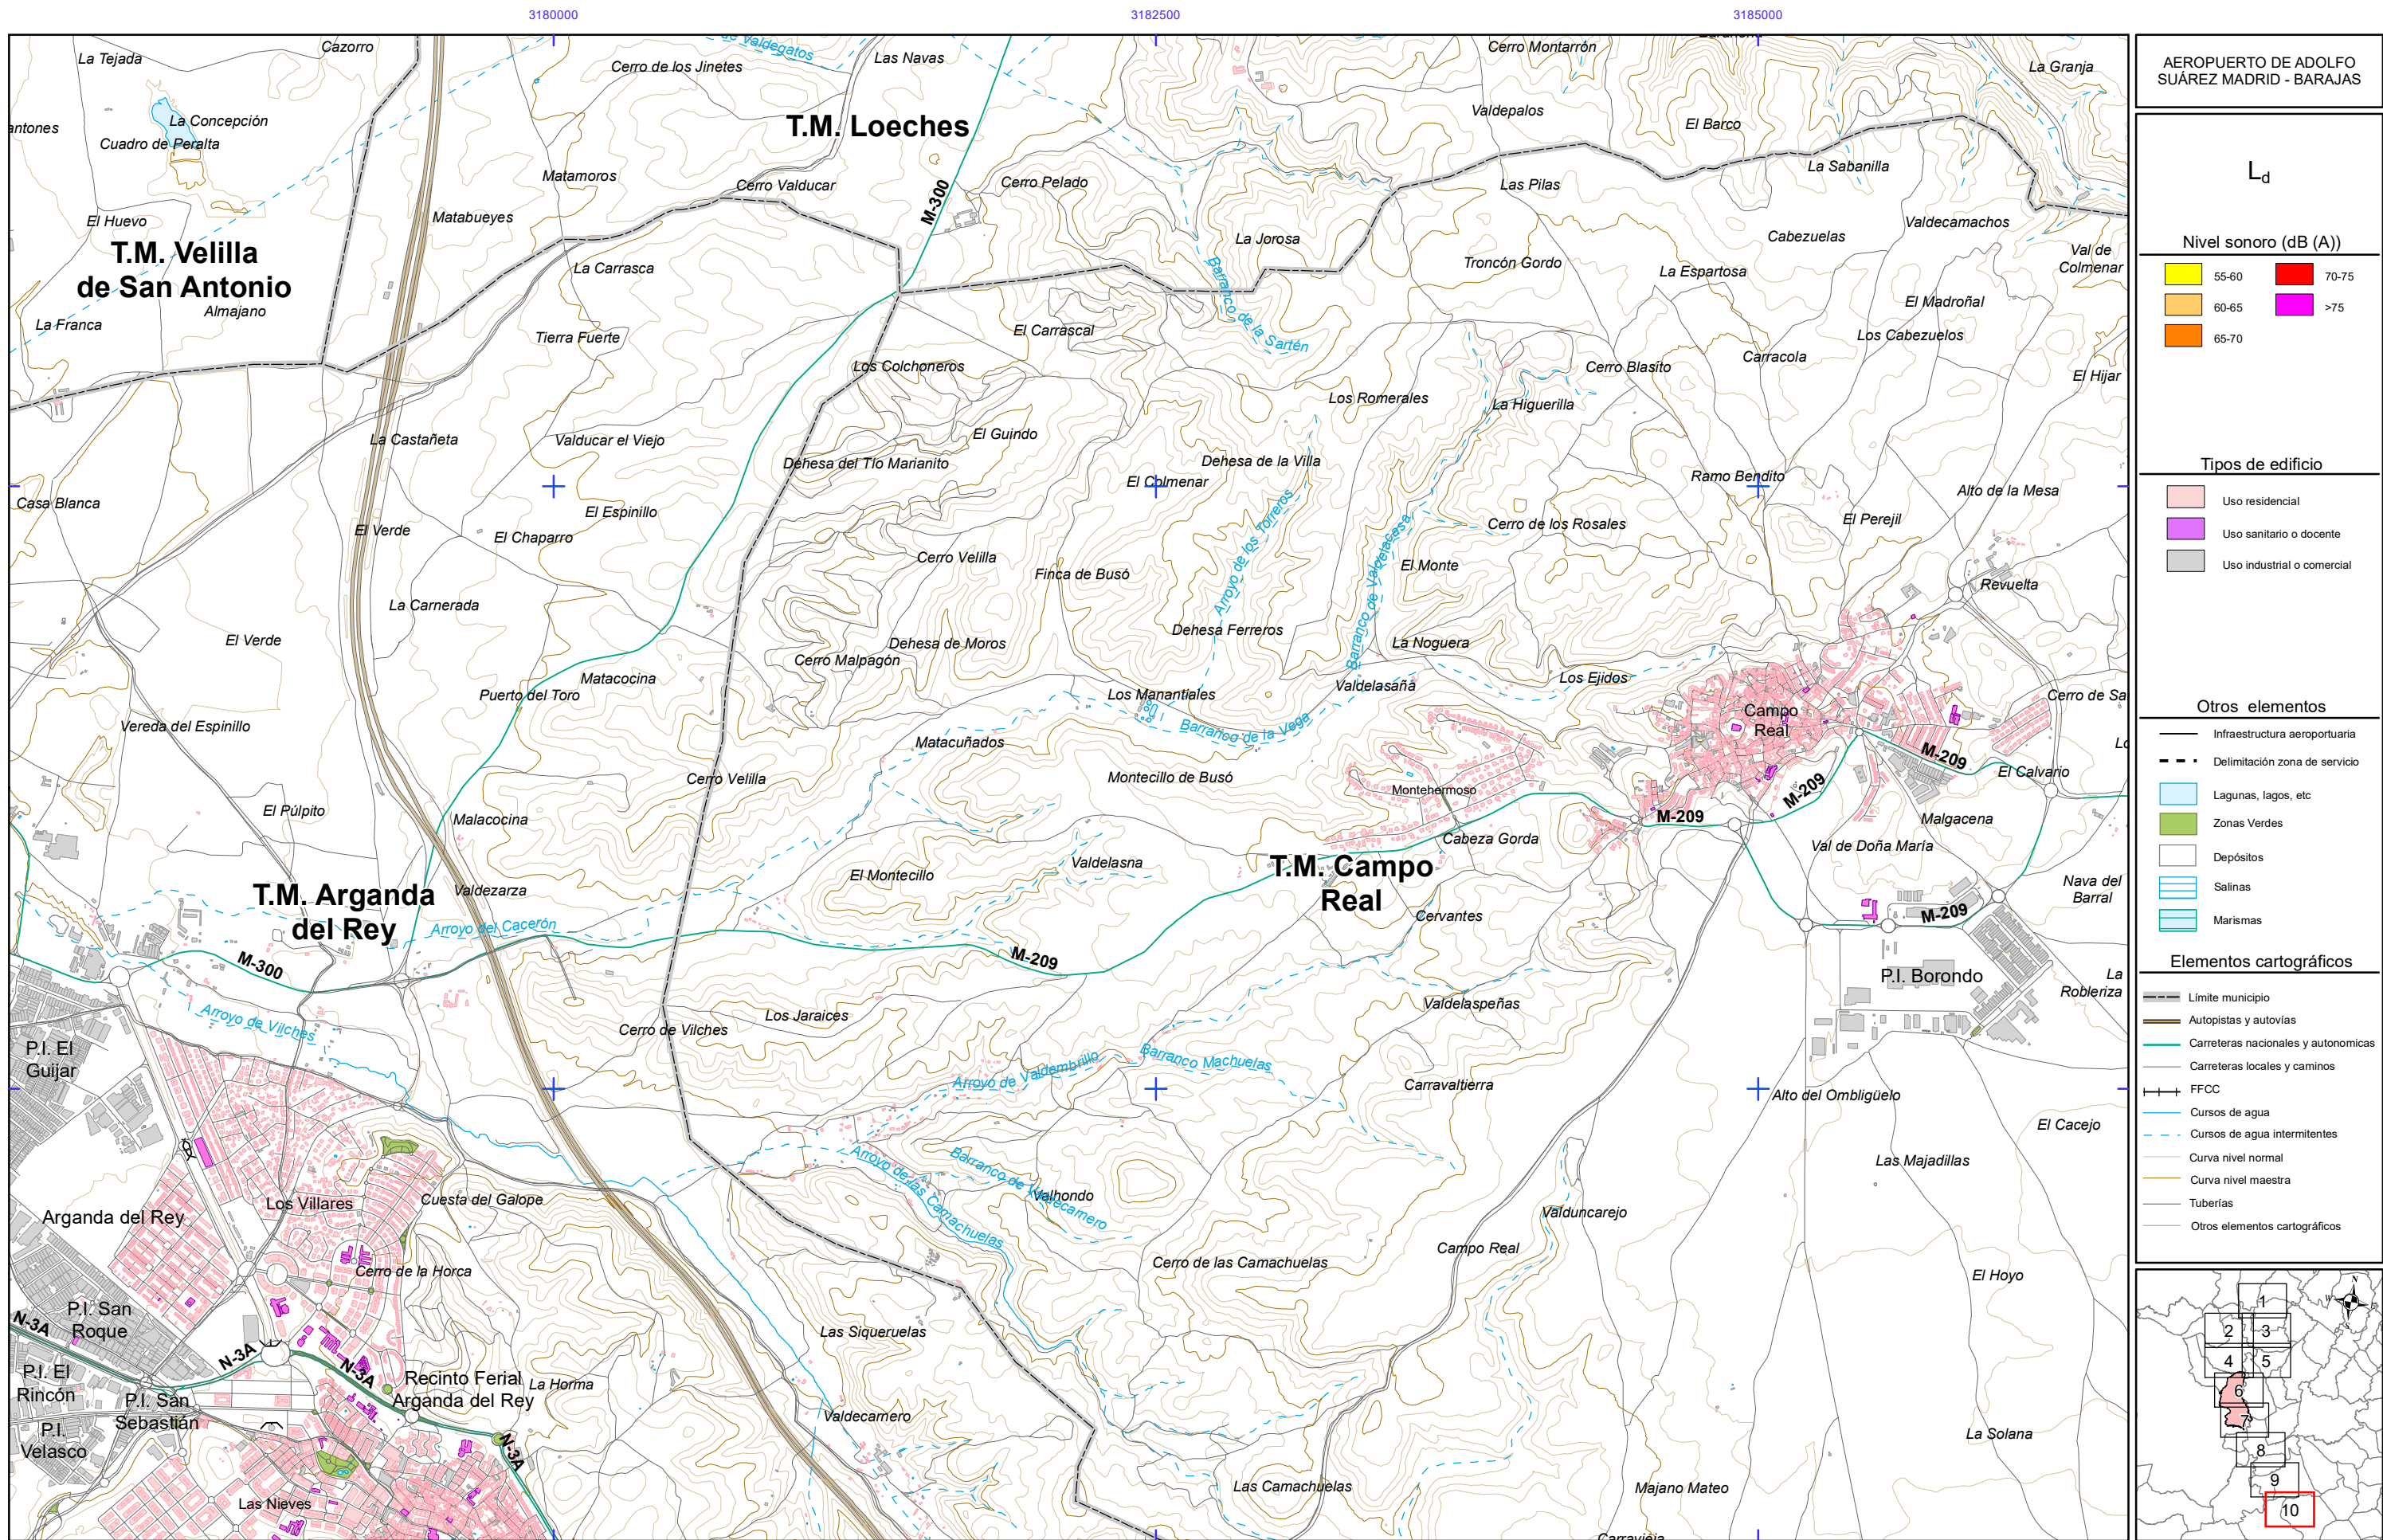 3180000
3182500
3185000
Cazorro
La Tejada
de Valdegatos
Las Navas
Cerro de los Jinetes
Cerro Montarrón
La Granja
La Concepción
Cuadro de Peralta
T.M. Loeches
Valdepalos
El Barco
La Sabanilla
Matamoros
Cerro Valducar
Cerro Pelado
Las Pilas
M-300
El Huevo
Matabueyes
La Jorosa
Valdecamachos
Cabezuelas
Val de
Colmenar
T.M. Velilla
de San Antonio
Almajano
La Carrasca
Troncón Gordo
La Espartosa
Barranco de la Sartén
El Madroñal
La Franca
Tierra Fuerte
El Carrascal
Los Cabezuelos
Carracola
Los Colchoneros
Cerro Blasito
El Hijar
Los Romerales
La Higuerilla
La Castañeta
Valducar el Viejo
El Guindo
Dehesa del Tío Marianito
Dehesa de la Villa
El Colmenar
Ramo Bendito
Alto de la Mesa
Casa Blanca
El Espinillo
El Verde
El Chaparro
Arroyo de los Torreros
Cerro de los Rosales
El Perejil
Cerro Velilla
Finca de Busó
Barranco de Valdelacasa
El Monte
Revuelta
La Carnerada
El Verde
Dehesa de Moros
Dehesa Ferreros
La Noguera
Cerro Malpagón
Matacocina
Puerto del Toro
Los Manantiales
Valdelasaña
Los Ejidos
Vereda del Espinillo
Barranco de la Vega
Campo
Real
Matacuñados
Cerro Velilla
Montecillo de Busó
Montehermoso
M-209
El Calvario
M-209
El Púlpito
Malacocina
M-209
Malgacena
Cabeza Gorda
Val de Doña María
Valdelasna
El Montecillo
T.M. Campo
Real
Valdezarza
T.M. Arganda
del Rey
Nava del
Barral
Cervantes
M-209
Arroyo del Cacerón
M-300
M-209
P.I. Borondo
La
Robleriza
Valdelaspeñas
Arroyo de Vilches
Los Jaraices
Cerro de Vilches
P.I. El
Guijar
Arroyo de Valdembrillo
Barranco Machuelas
Carravaltierra
Alto del Ombligüelo
El Cacejo
Arroyo de las Camachuelas
Valhondo
Las Majadillas
Cuesta del Galope
Los Villares
Arganda del Rey
Valduncarejo
Campo Real
Cerro de las Camachuelas
Cerro de la Horca
El Hoyo
P.I. San
Roque
N-3A
N-3A
N-3A
Las Siqueruelas
P.I. El
Rincón
Recinto Ferial
Arganda del Rey
La Horma
P.I. San
Sebastián
P.I.
Velasco
Valdecarnero
N-3A
La Solana
Las Nieves
Las Camachuelas
Majano Mateo
Carravieja
AEROPUERTO DE ADOLFO
SUÁREZ MADRID - BARAJAS
Ld
Nivel sonoro (dB (A))
55-60
70-75
60-65
>75
65-70
Tipos de edificio
Uso residencial
Uso sanitario o docente
Uso industrial o comercial
Otros elementos
Infraestructura aeroportuaria
Delimitación zona de servicio
Lagunas, lagos, etc
Zonas Verdes
Depósitos
Salinas
Marismas
Elementos cartográficos
Límite municipio
Autopistas y autovías
Carreteras nacionales y autonomicas
Carreteras locales y caminos
FFCC
Cursos de agua
Cursos de agua intermitentes
Curva nivel normal
Curva nivel maestra
Tuberías
Otros elementos cartográficos
1
2
3
4
5
6
7
8
9
10
N